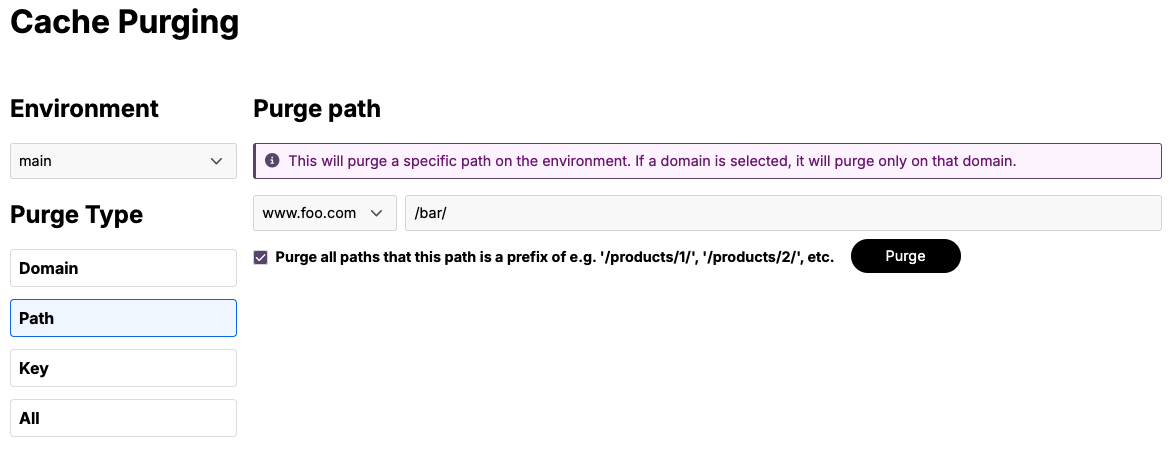 Cache Purging
Environment
main
Purge Type
Domain
Path
Key
All
Purge path
This will purge a specific path on the environment. If a domain is selected, it will purge only on that domain.
www.foo.com
/bar/
Purge all paths that this path is a prefix of e.g. '/products/1/', '/products/2/', etc.
Purge